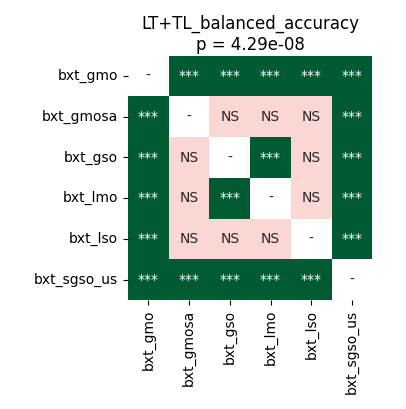 LT+TL_balanced_accuracy
p = 4.29e-08
bxt_gmo - *** *** *** *** ***
bxt_gmosa *** - NS NS NS ***
bxt_gso *** NS - *** NS ***
bxt_lmo *** NS *** - NS ***
bxt_lso *** NS NS NS - ***
bxt_sgso_us *** *** *** *** *** -
bxt_gmo bxt_gmosa bxt_gso bxt_lmo bxt_lso bxt_sgso_us